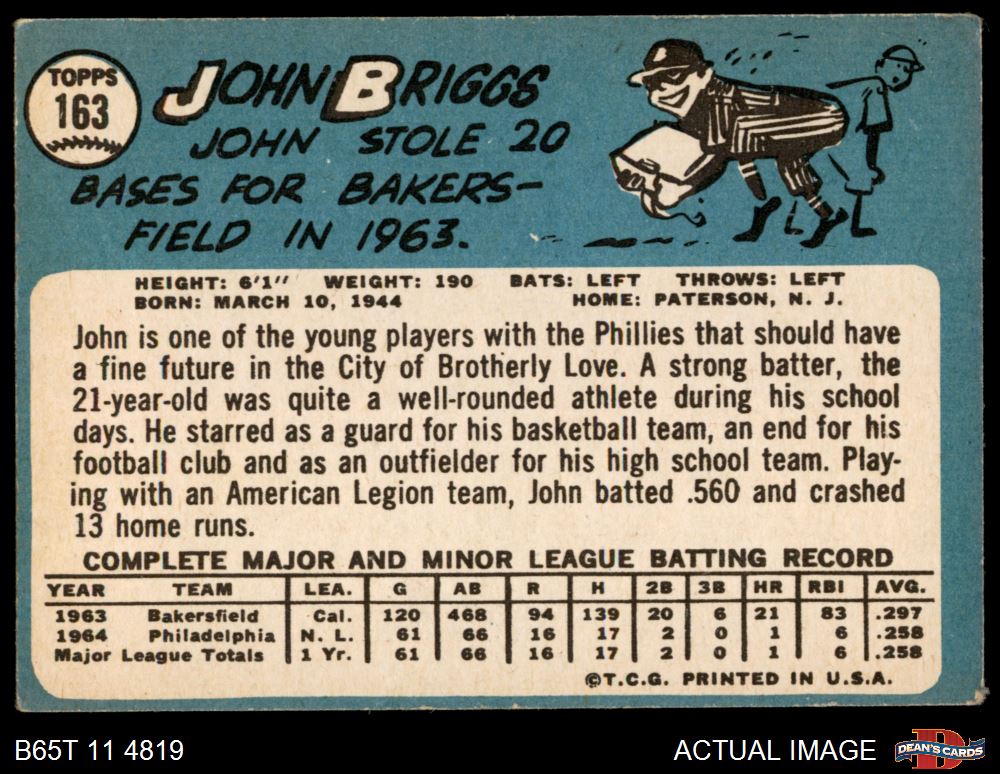 TOPPS
163
JOHN BRIGGS
JOHN STOLE 20
BASES FOR BAKERS-
FIELD IN 1963.
HEIGHT: 6'1" WEIGHT: 190 BATS: LEFT THROWS: LEFT
BORN: MARCH 10, 1944 HOME: PATERSON, N. J.
John is one of the young players with the Phillies that should have
a fine future in the City of Brotherly Love. A strong batter, the
21-year-old was quite a well-rounded athlete during his school
days. He starred as a guard for his basketball team, an end for his
football club and as an outfielder for his high school team. Play-
ing with an American Legion team, John batted .560 and crashed
13 home runs.
COMPLETE MAJOR AND MINOR LEAGUE BATTING RECORD
YEAR TEAM LEA. G AB R H 2B 3B HR RBI AVG.
1963 Bakersfield Cal. 120 468 94 139 20 6 21 83 .297
1964 Philadelphia N. L. 61 66 16 17 2 0 1 6 .258
Major League Totals 1 Yr. 61 66 16 17 2 0 1 6 .258
©T.C.G. PRINTED IN U.S.A.
B65T 11 4819 ACTUAL IMAGE DEAN'S CARDS